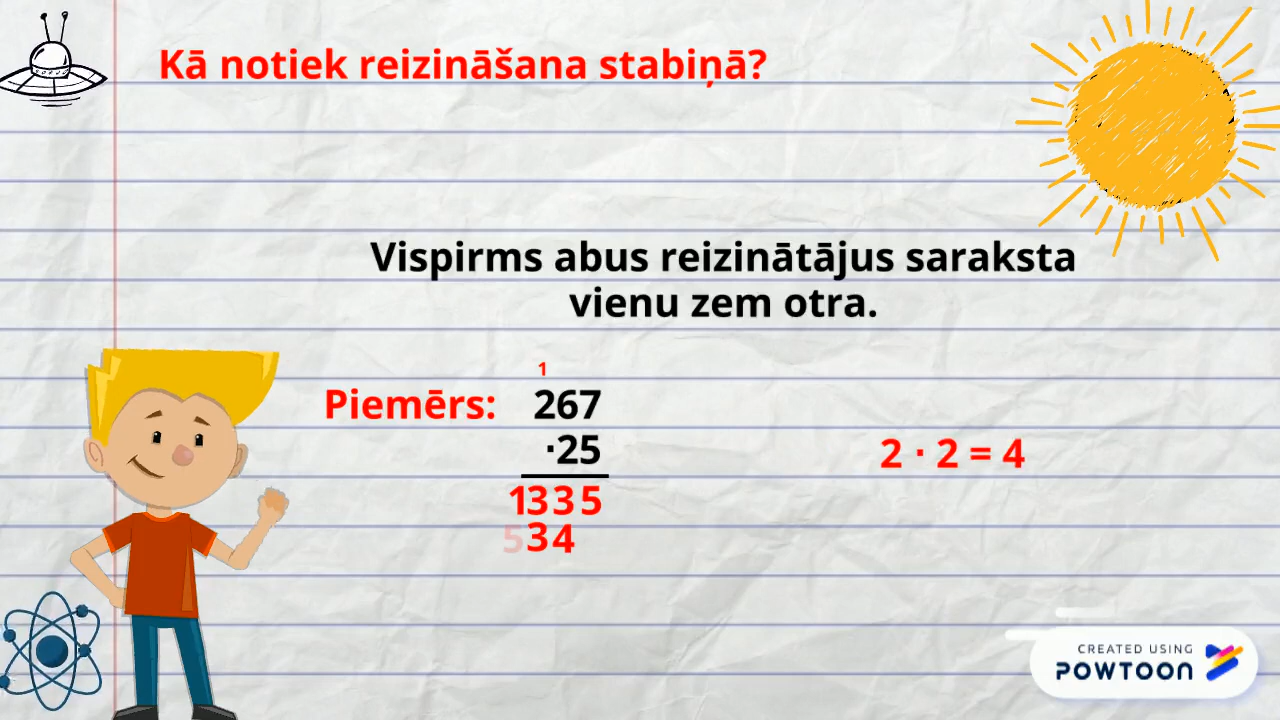 Kā notiek reizināšana stabiņā?
Vispirms abus reizinātājus saraksta
vienu zem otra.
1
Piemērs: 267
·25
2 · 2 = 4
1335
534
CREATED USING
POWTOON